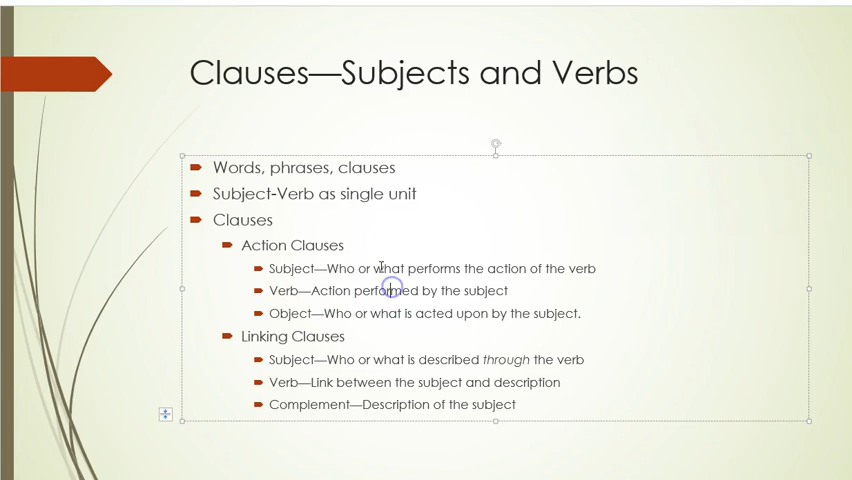 Clauses—Subjects and Verbs
Words, phrases, clauses
Subject-Verb as single unit
Clauses
Action Clauses
Subject—Who or what performs the action of the verb
Verb—Action performed by the subject
Object—Who or what is acted upon by the subject.
Linking Clauses
Subject—Who or what is described through the verb
Verb—Link between the subject and description
Complement—Description of the subject